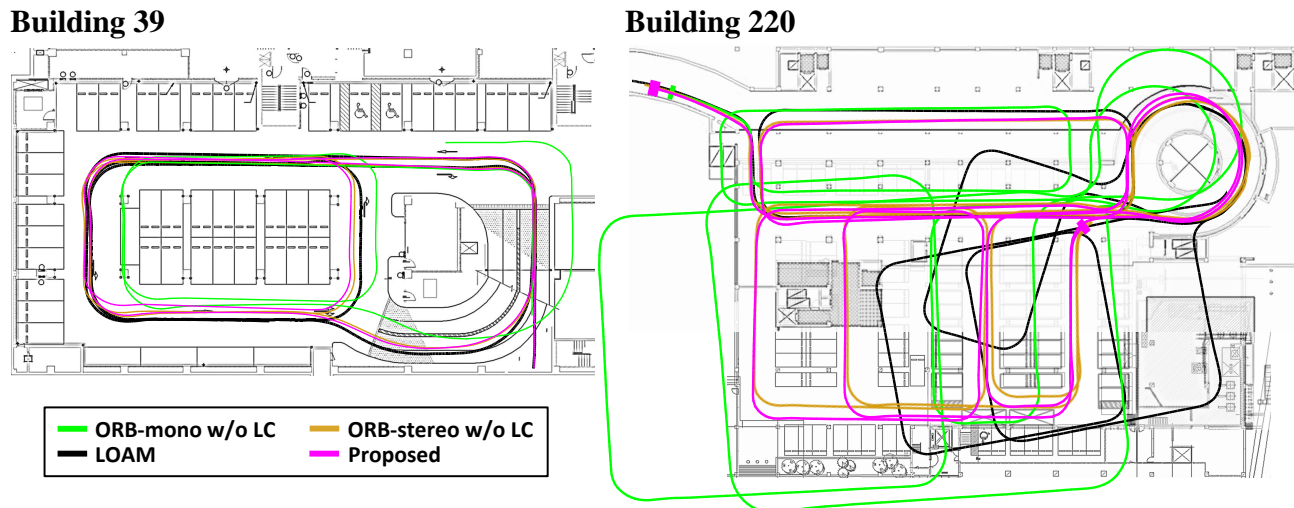 Building 39
Building 220
ORB-mono w/o LC
ORB-stereo w/o LC
LOAM
Proposed